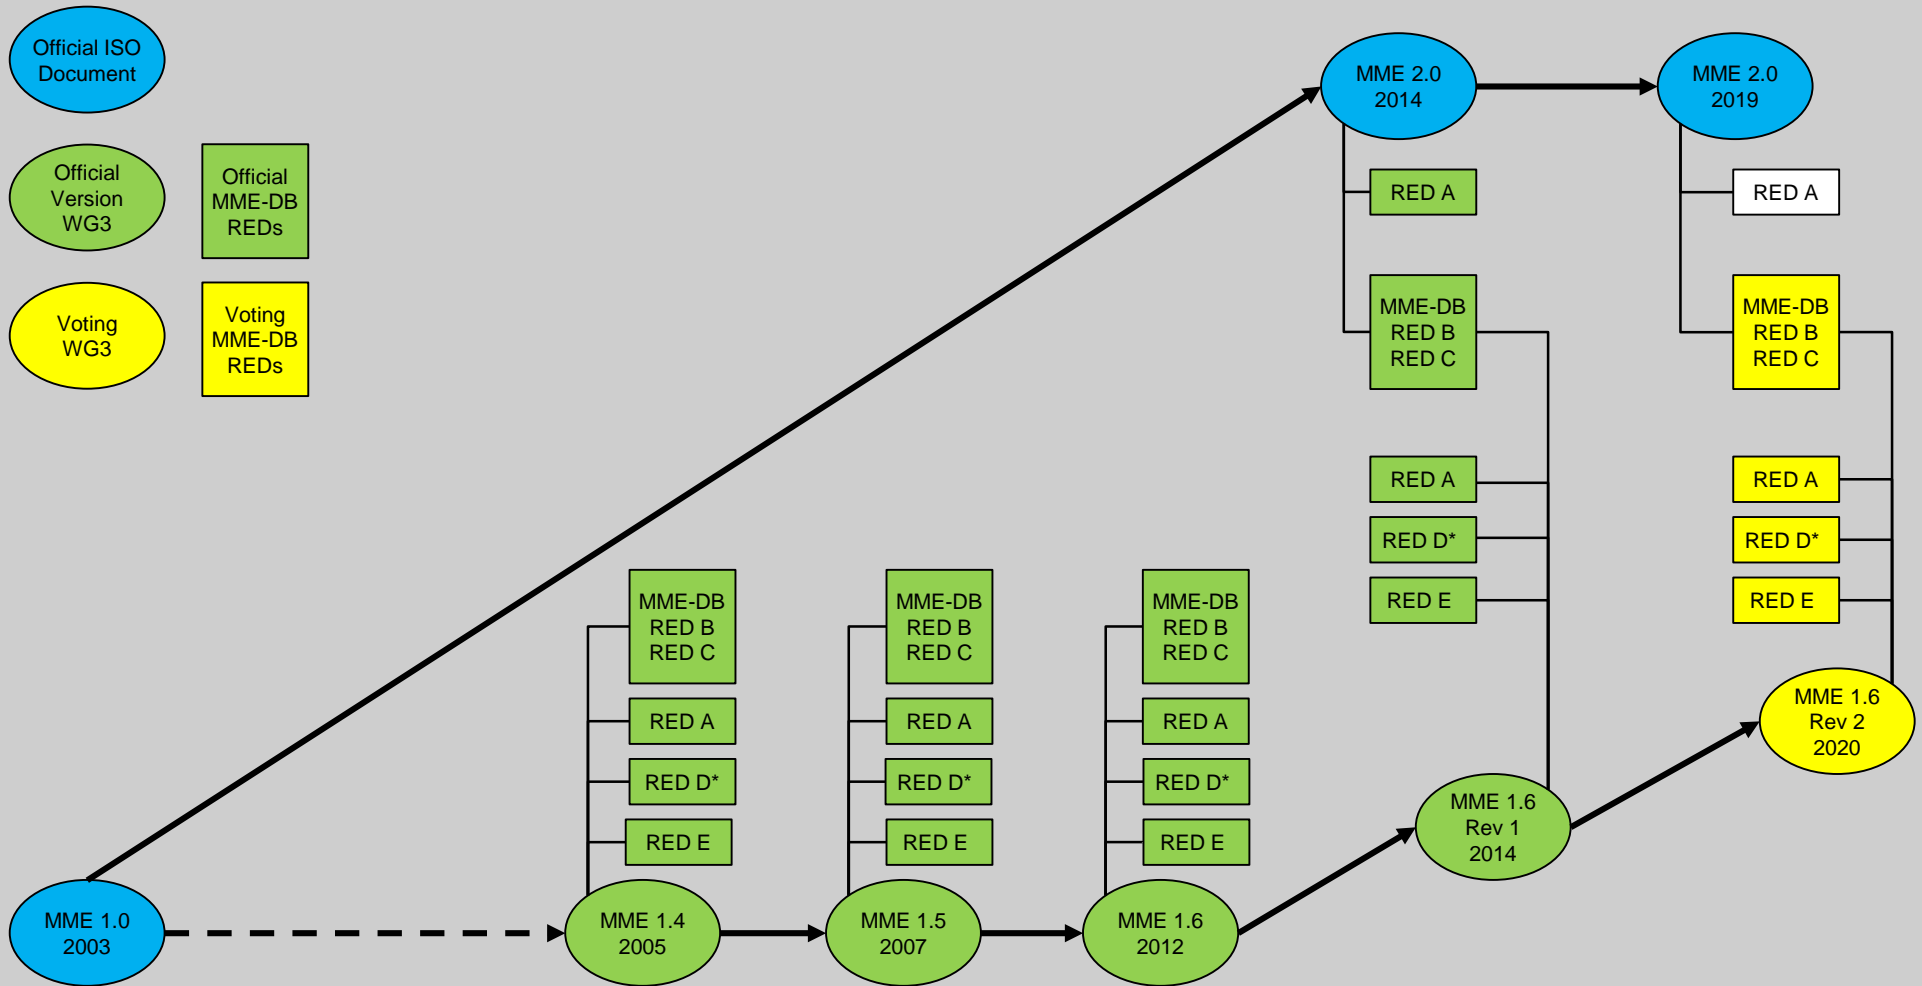 Official ISO
Document
Official
Version
WG3
Official
MME-DB
REDs
Voting
WG3
Voting
MME-DB
REDs
MME 2.0
2014
MME 2.0
2019
RED A
RED A
MME-DB
RED B
RED C
MME-DB
RED B
RED C
RED A
RED D*
RED E
RED A
RED D*
RED E
MME-DB
RED B
RED C
RED A
RED D*
RED E
MME-DB
RED B
RED C
RED A
RED D*
RED E
MME-DB
RED B
RED C
RED A
RED D*
RED E
MME 1.0
2003
MME 1.4
2005
MME 1.5
2007
MME 1.6
2012
MME 1.6
Rev 1
2014
MME 1.6
Rev 2
2020